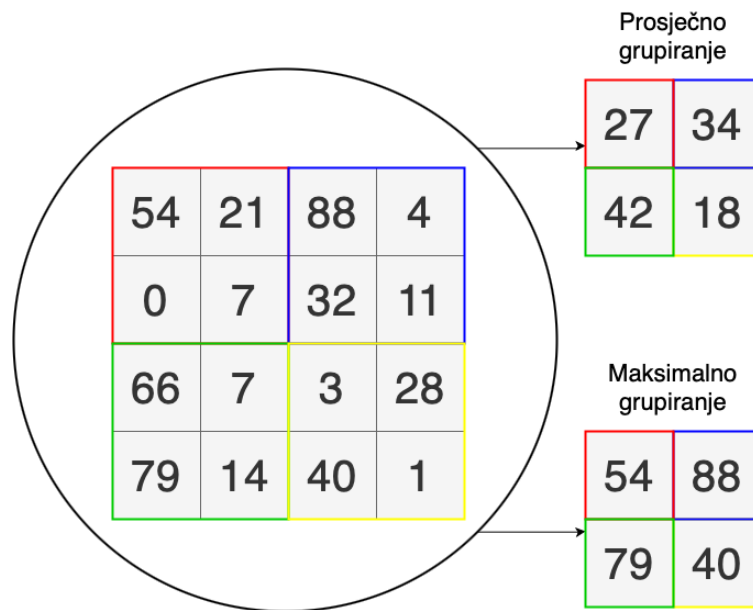 Prosječno
grupiranje
27 34
42 18
54 21 88 4
0 7 32 11
66 7 3 28
79 14 40 1
Maksimalno
grupiranje
54 88
79 40